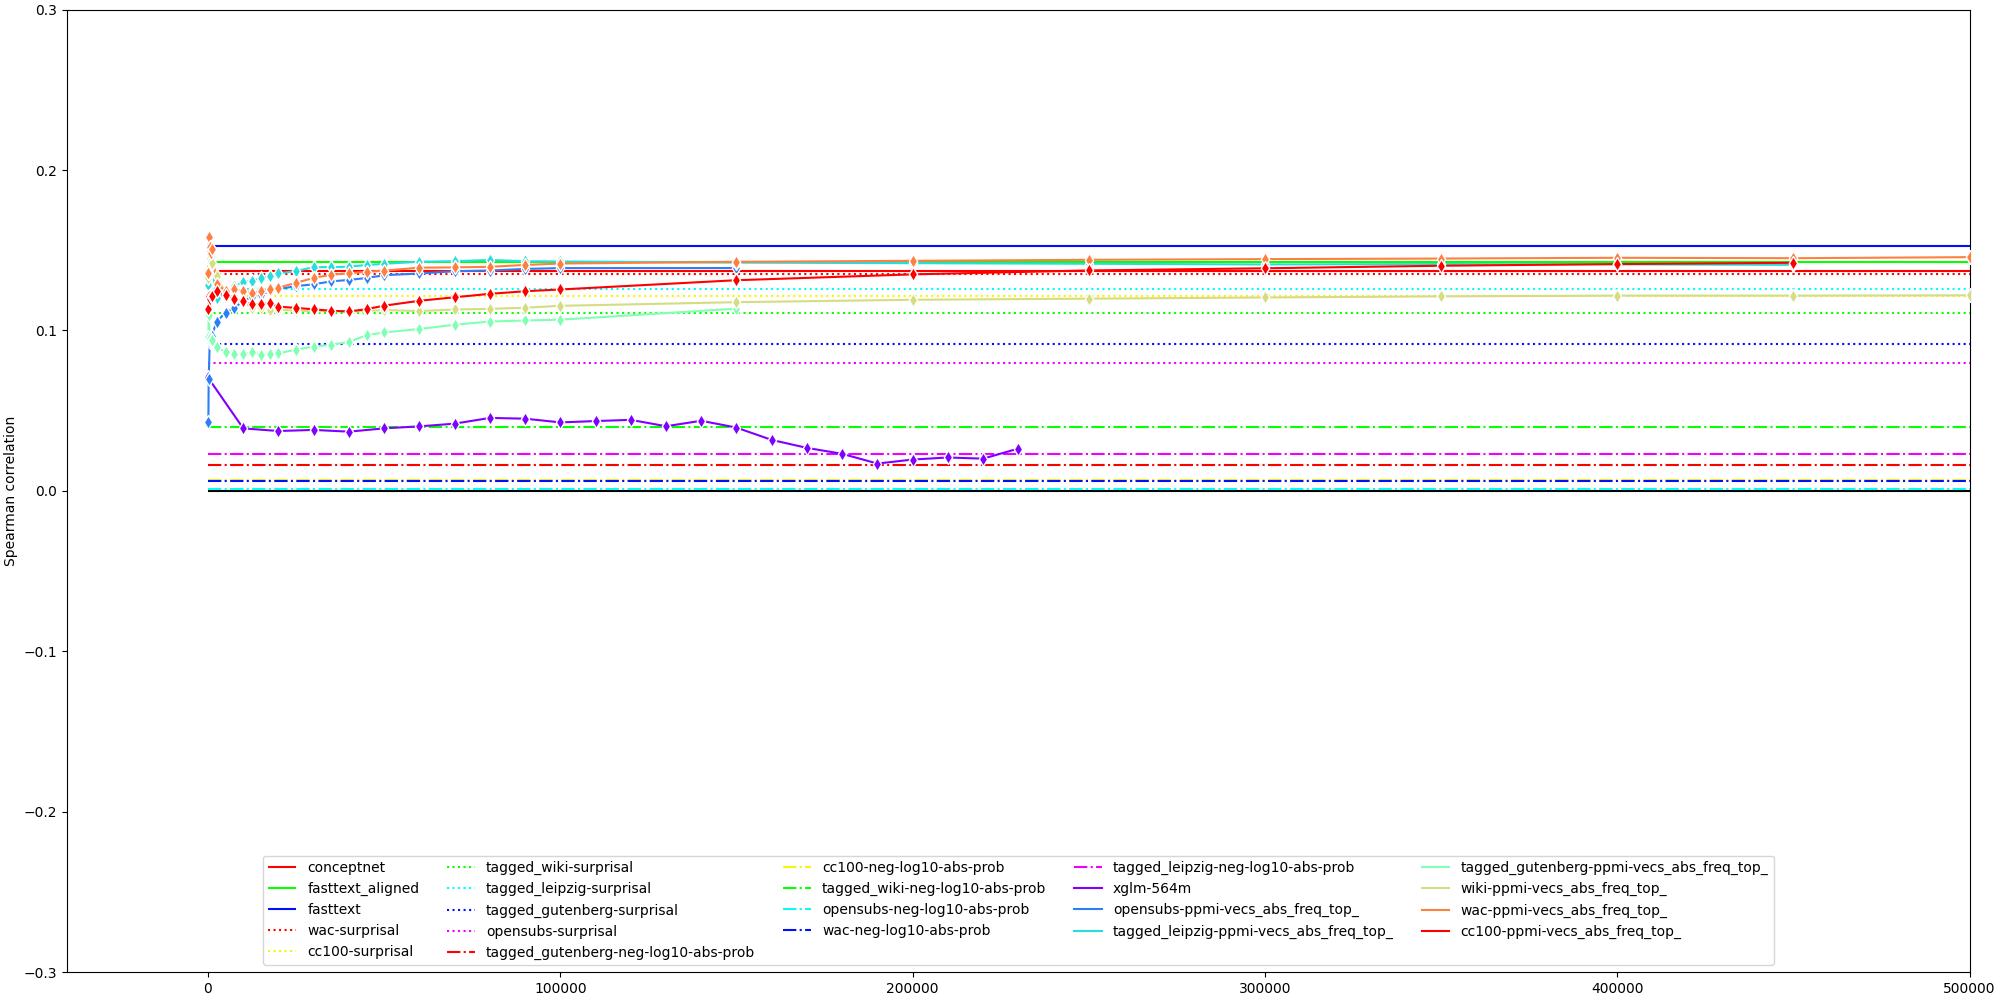 0.3
0.2
0.1
0.0
−0.1
−0.2
−0.3
Spearman correlation
conceptnet
fasttext_aligned
fasttext
wac-surprisal
cc100-surprisal
tagged_wiki-surprisal
tagged_leipzig-surprisal
tagged_gutenberg-surprisal
opensubs-surprisal
tagged_gutenberg-neg-log10-abs-prob
cc100-neg-log10-abs-prob
tagged_wiki-neg-log10-abs-prob
opensubs-neg-log10-abs-prob
wac-neg-log10-abs-prob
tagged_leipzig-neg-log10-abs-prob
xglm-564m
opensubs-ppmi-vecs_abs_freq_top_
tagged_leipzig-ppmi-vecs_abs_freq_top_
tagged_gutenberg-ppmi-vecs_abs_freq_top_
wiki-ppmi-vecs_abs_freq_top_
wac-ppmi-vecs_abs_freq_top_
cc100-ppmi-vecs_abs_freq_top_
0 100000 200000 300000 400000 500000